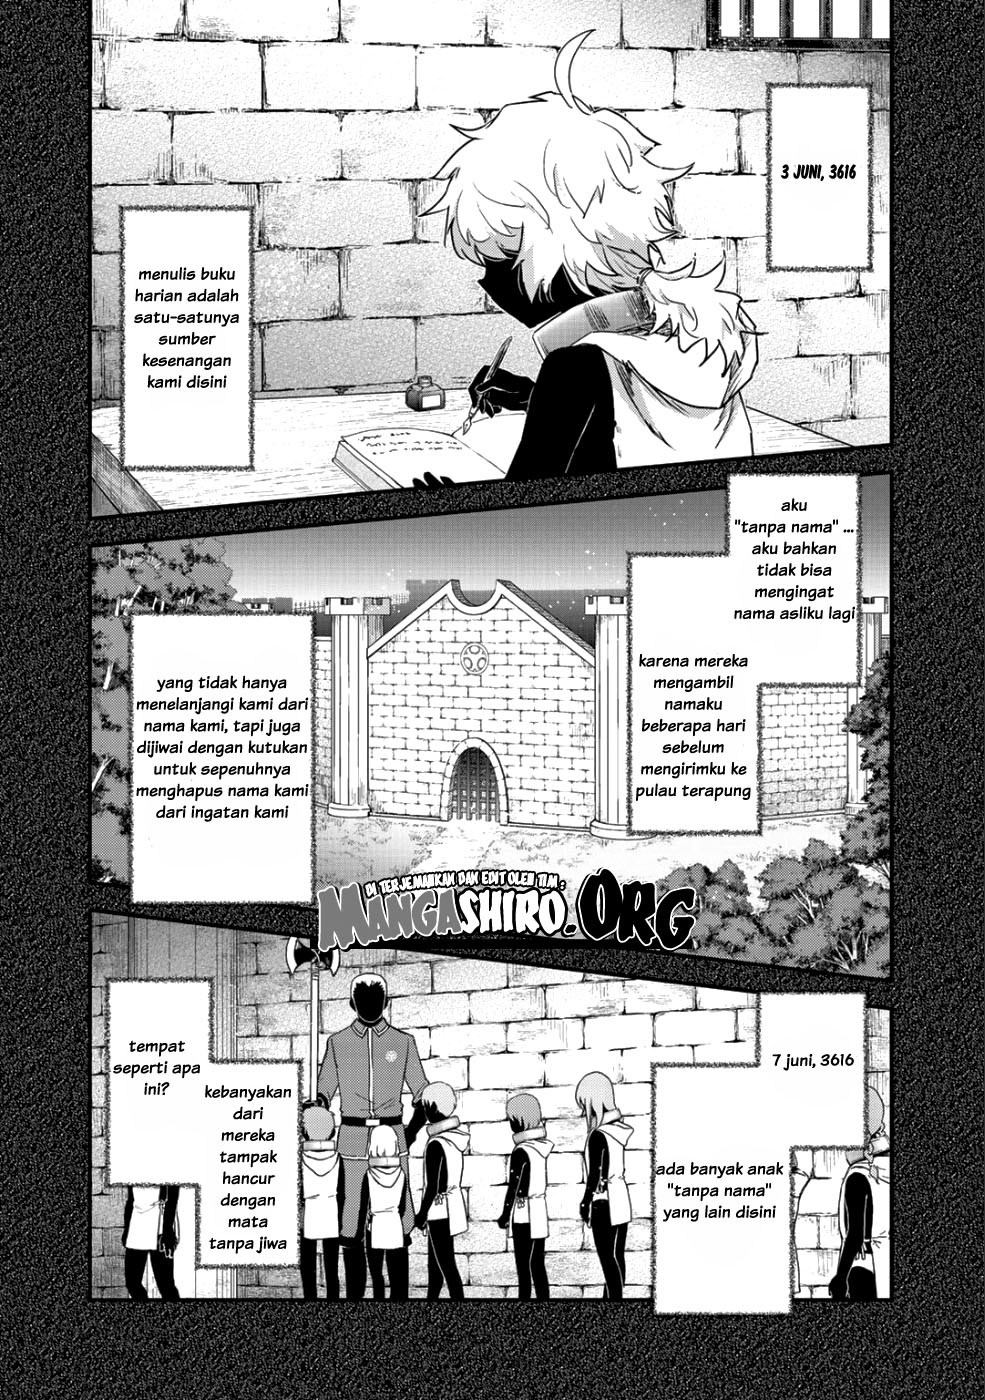 3 JUNI, 3616
menulis buku
harian adalah
satu-satunya
sumber
kesenangan
kami disini
aku
"tanpa nama" ...
aku bahkan
tidak bisa
mengingat
nama asliku lagi
karena mereka
mengambil
namaku
beberapa hari
sebelum
mengirimku ke
pulau terapung
yang tidak hanya
menelanjangi kami dari
nama kami, tapi juga
dijiwai dengan kutukan
untuk sepenuhnya
menghapus nama kami
dari ingatan kami
DI TERJEMAHKAN DAN EDIT OLEH TIM :
MANGASHIRO.ORG
7 juni, 3616
ada banyak anak
"tanpa nama"
yang lain disini
kebanyakan
dari
mereka
tampak
hancur
dengan
mata
tanpa jiwa
tempat
seperti apa
ini?